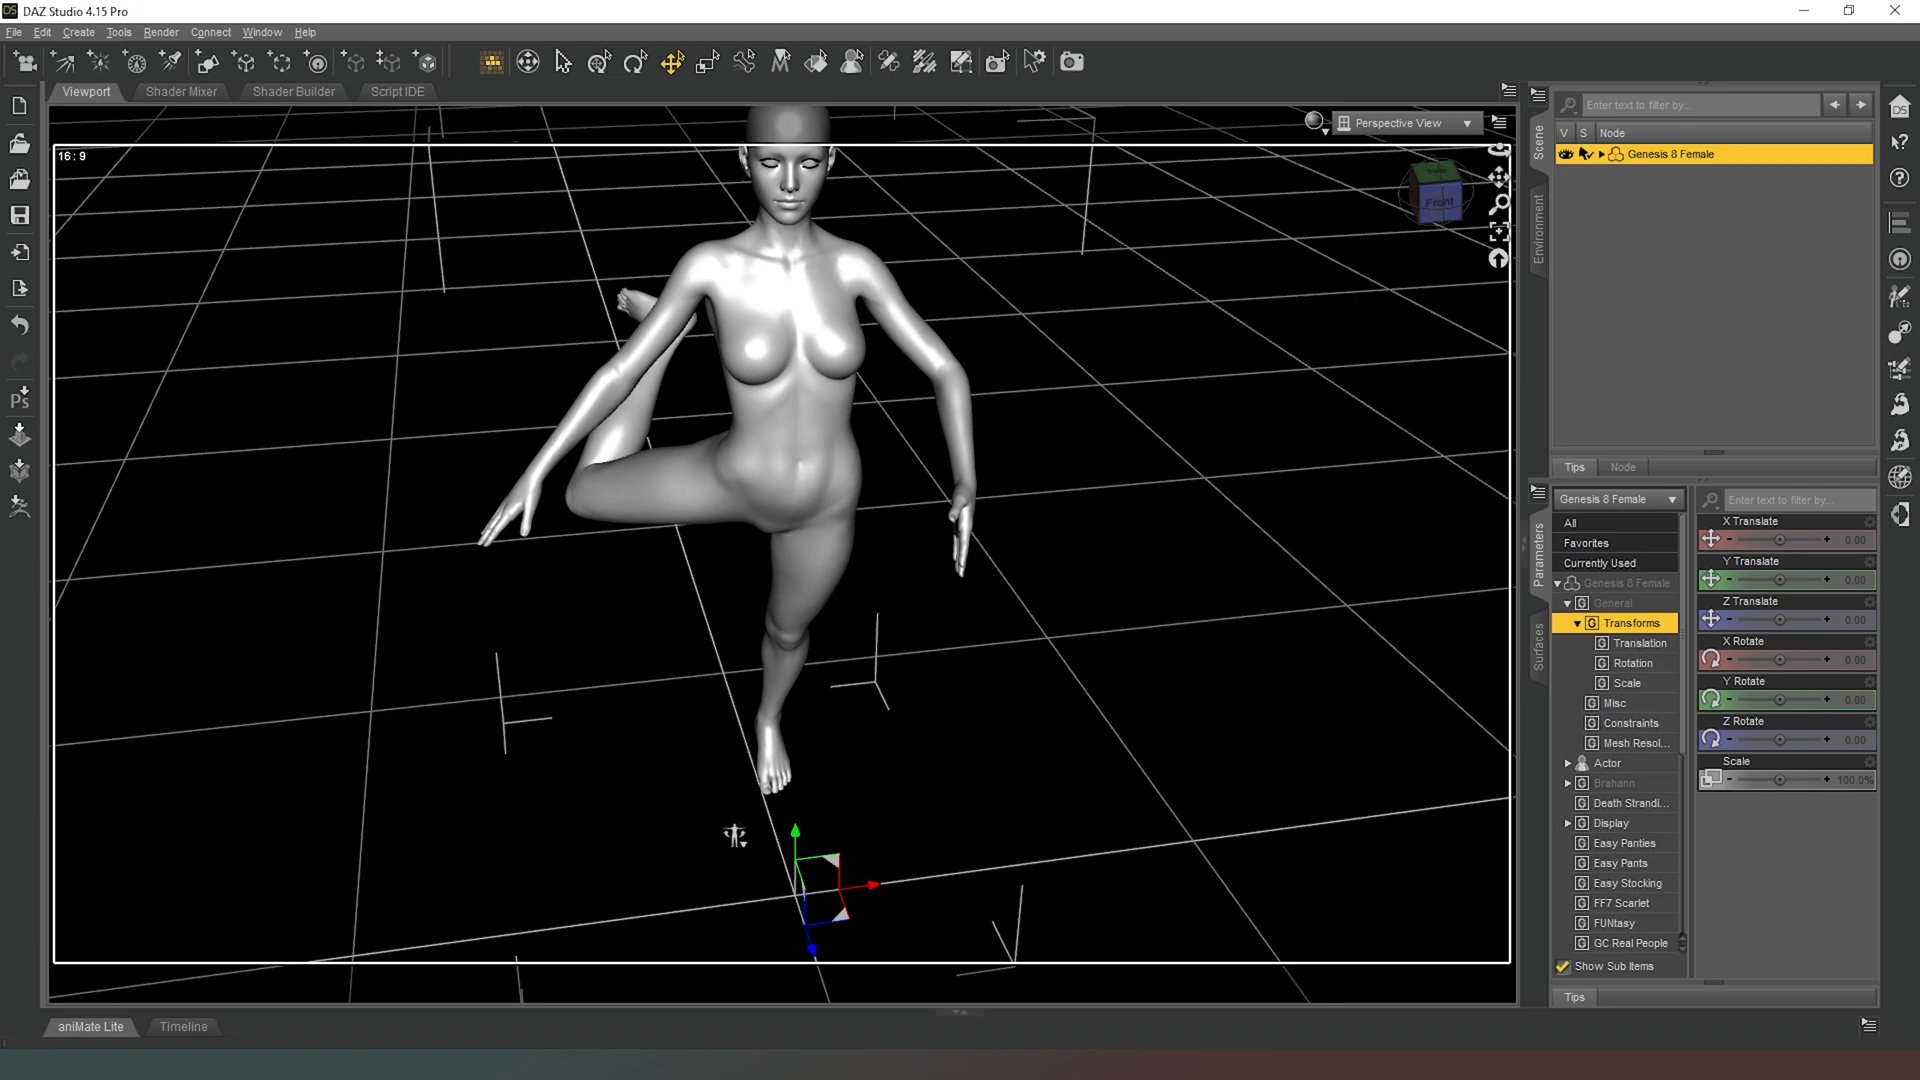 DS DAZ Studio 4.15 Pro
File Edit Create Tools Render Connect Window Help
Viewport Shader Mixer Shader Builder Script IDE
16 : 9
Perspective View
Front
Enter text to filter by...
V S Node
Genesis 8 Female
Scene
Environment
Tips Node
Parameters
Surfaces
Genesis 8 Female
Enter text to filter by...
All
Favorites
Currently Used
Genesis 8 Female
General
Transforms
Translation
Rotation
Scale
Misc
Constraints
Mesh Resol...
Actor
Brahann
Death Strandi...
Display
Easy Panties
Easy Pants
Easy Stocking
FF7 Scarlet
FUNtasy
GC Real People
Show Sub Items
X Translate
0.00
Y Translate
0.00
Z Translate
0.00
X Rotate
0.00
Y Rotate
0.00
Z Rotate
0.00
Scale
100.0%
Tips
Ps
DS
aniMate Lite Timeline